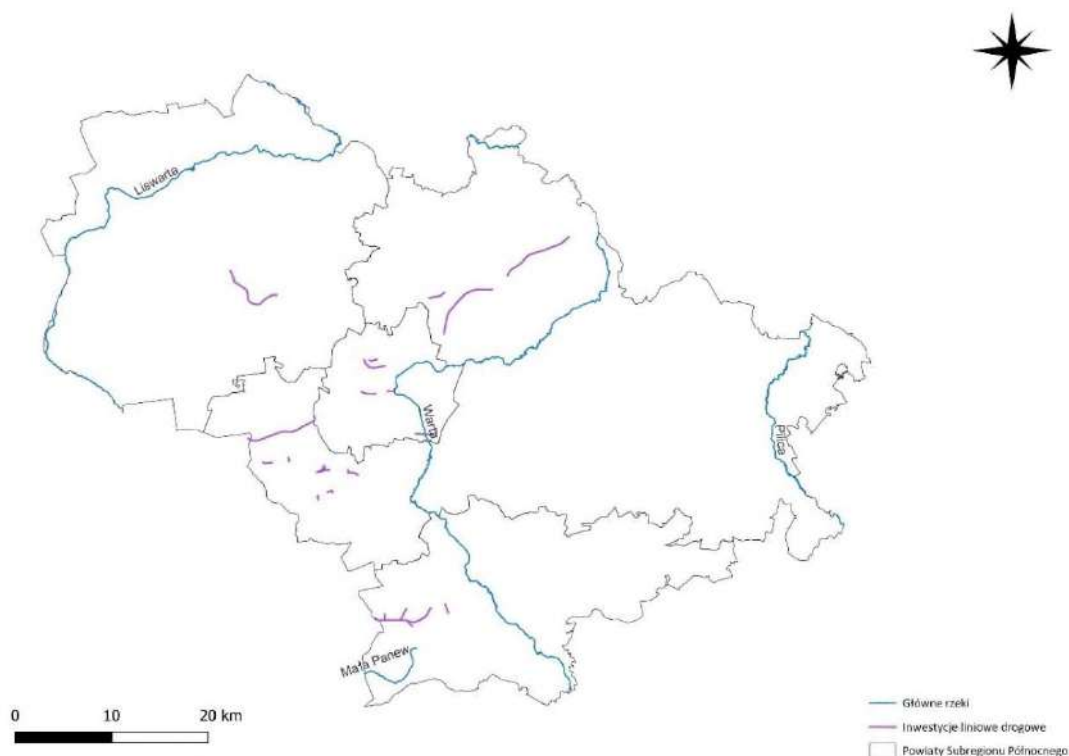 Liswarta
Warta
Pilica
Mała Panew
0 10 20 km
Główne rzeki
Inwestycje liniowe drogowe
Powiaty Subregionu Północnego